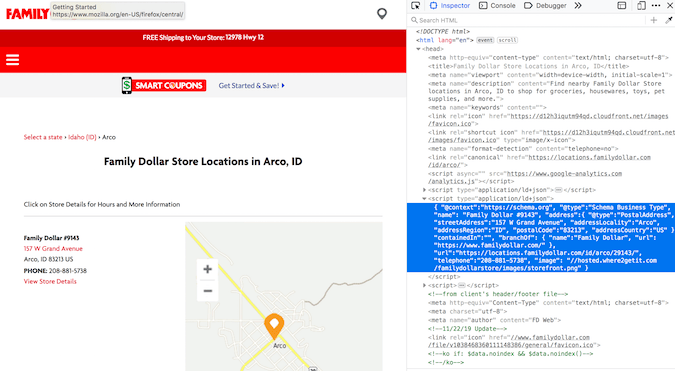 Getting Started
https://www.mozilla.org/en-US/firefox/central/
FAMILY
FREE Shipping to Your Store: 12978 Hwy 12
SMART COUPONS
Get Started & Save!
Select a state › Idaho (ID) › Arco
Family Dollar Store Locations in Arco, ID
Click on Store Details for Hours and More Information
Family Dollar #9143
157 W Grand Avenue
Arco, ID 83213 US
PHONE: 208-881-5738
View Store Details
+
−
Arco
Inspector
Console
Debugger
Search HTML
<!DOCTYPE html>
<html lang="en"> event scroll
<head>
<meta http-equiv="content-type" content="text/html; charset=utf-8">
<title>Family Dollar Store Locations in Arco, ID</title>
<meta name="viewport" content="width=device-width, initial-scale=1">
<meta name="description" content="Find nearby Family Dollar Store
locations in Arco, ID to shop for groceries, housewares, toys, pet
supplies, and more.">
<meta name="keywords" content="">
<link rel="icon" href="https://d12h3iqutm94qd.cloudfront.net/images
/favicon.ico">
<link rel="shortcut icon" href="https://d12h3iqutm94qd.cloudfront.net
/images/favicon.ico" type="image/x-icon">
<meta name="format-detection" content="telephone=no">
<link rel="canonical" href="https://locations.familydollar.com
/id/arco/">
<script async="" src="https://www.google-analytics.com
/analytics.js"></script>
<script type="application/ld+json">…</script>
<script type="application/ld+json">
{ "@context":"https://schema.org", "@type":"Schema Business Type",
"name": "Family Dollar #9143", "address":{ "@type":"PostalAddress",
"streetAddress":"157 W Grand Avenue", "addressLocality":"Arco",
"addressRegion":"ID", "postalCode":"83213", "addressCountry":"US" },
"containedIn":"", "branchOf": { "name":"Family Dollar", "url":
"https://www.familydollar.com/" },
"url":"https://locations.familydollar.com/id/arco/29143/",
"telephone":"208-881-5738", "image": "//hosted.where2getit.com
/familydollarstore/images/storefront.png" }
</script>
<script>…</script>
<!--from client's header/footer file-->
<meta http-equiv="Content-Type" content="text/html; charset=utf-8">
<meta charset="utf-8">
<meta name="author" content="FD Web">
<!--11/22/19 Update-->
<link rel="icon" href="//www.familydollar.com
/file/v1038468360111148386/general/favicon.ico">
<!--ko if: $data.noindex && $data.noindex()-->
<!--/ko-->